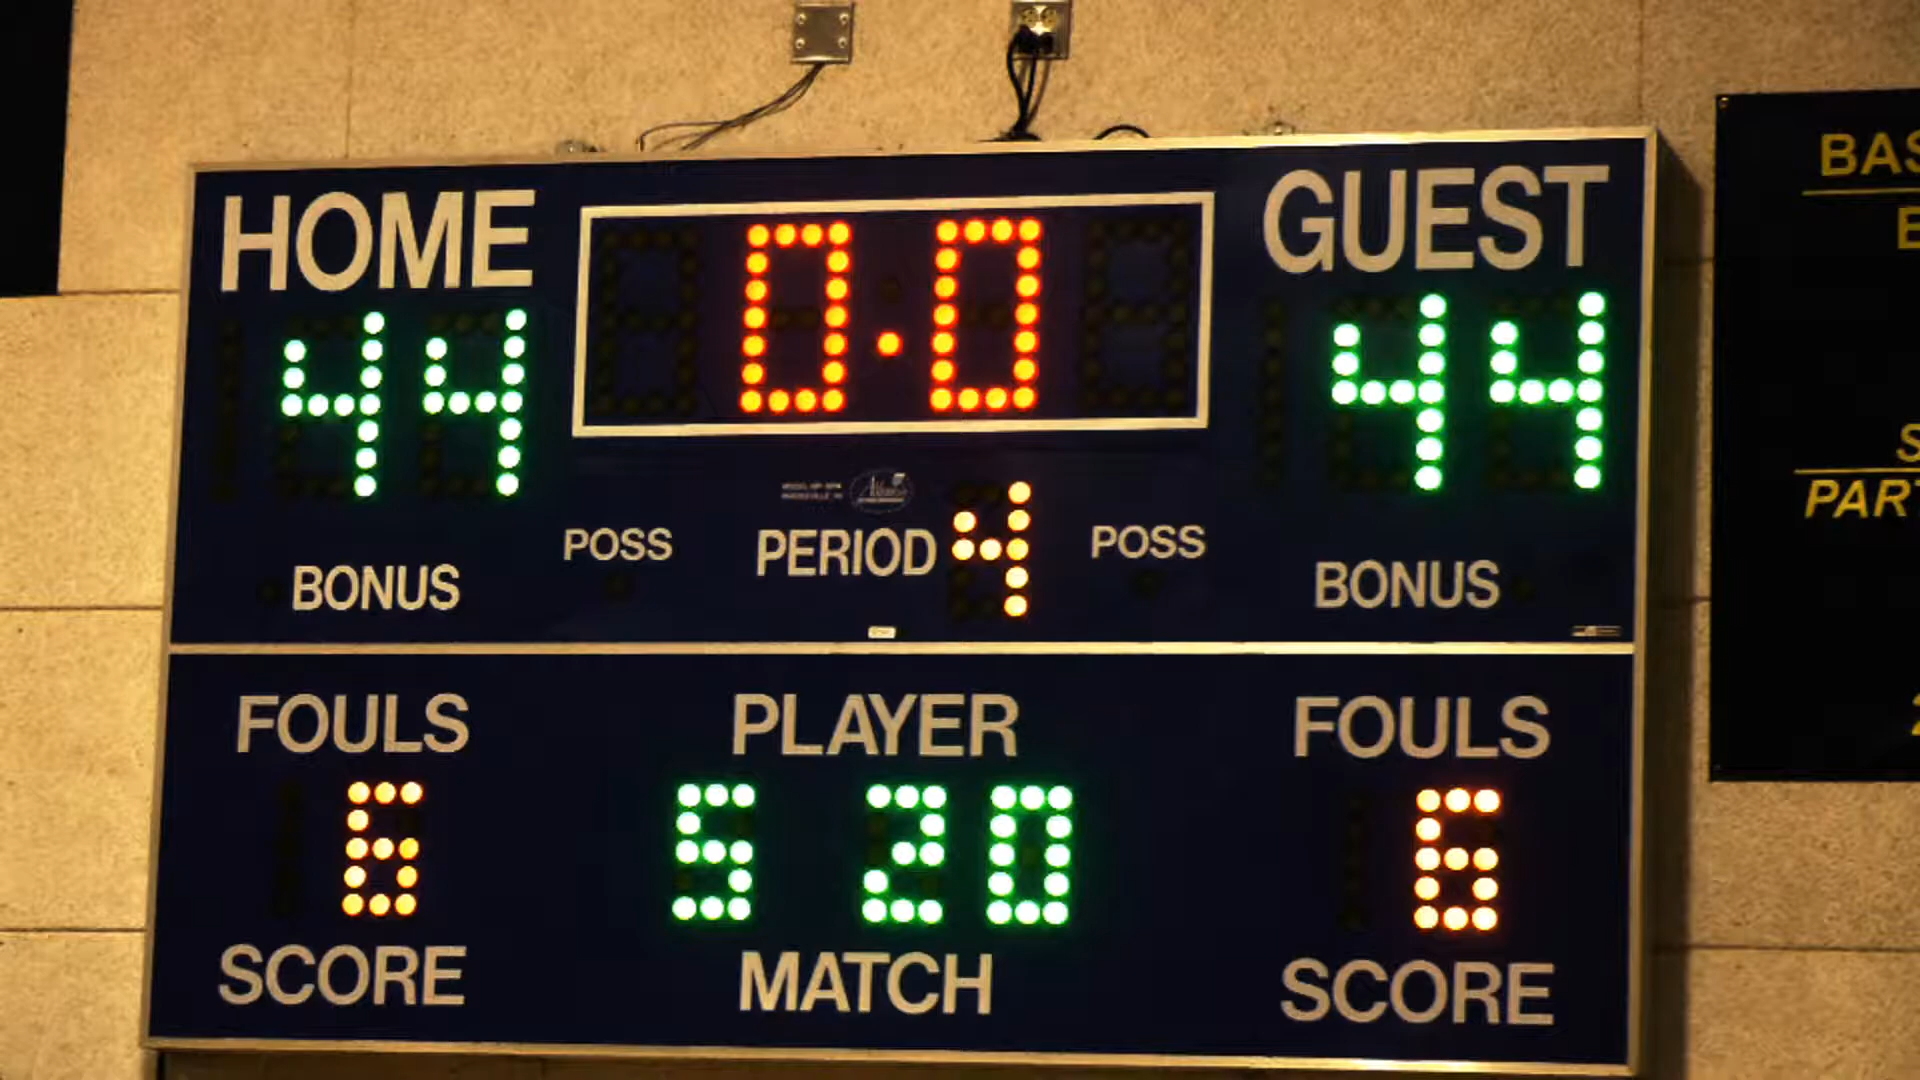 HOME 0.0 GUEST
44 44
POSS PERIOD 4 POSS
BONUS BONUS
FOULS PLAYER FOULS
6 5 20 6
SCORE MATCH SCORE
BAS
PART